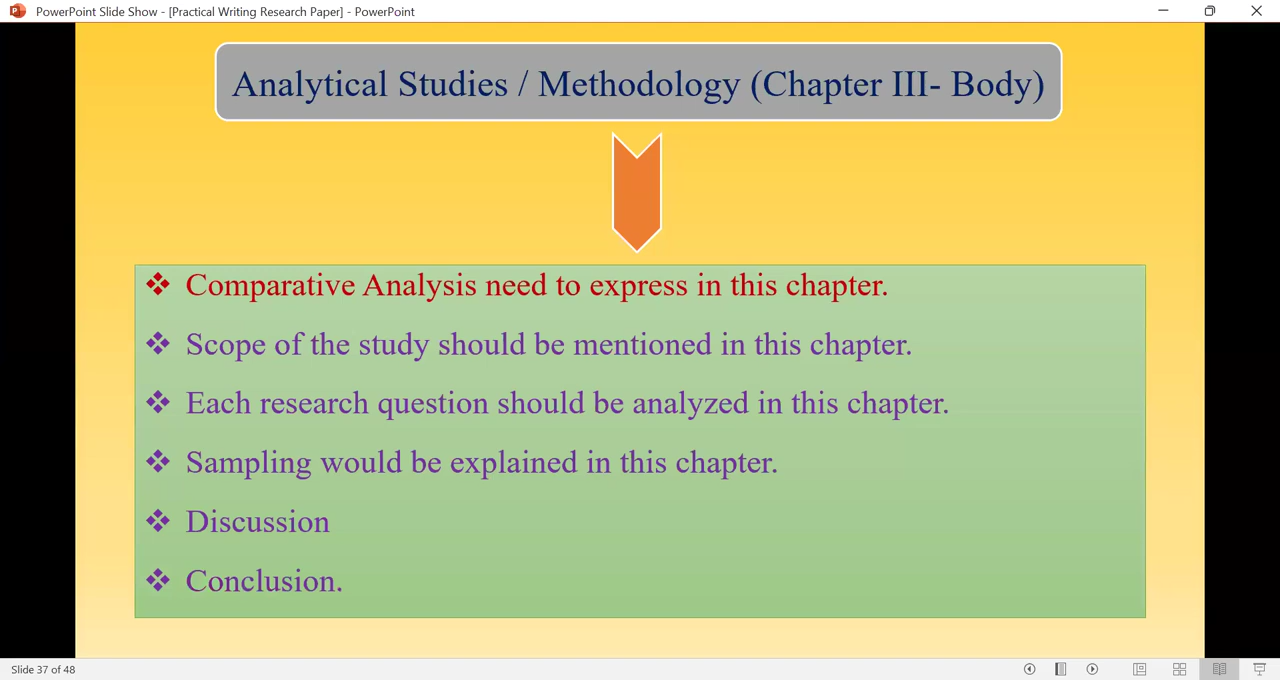 PowerPoint Slide Show - [Practical Writing Research Paper] - PowerPoint
Analytical Studies / Methodology (Chapter III- Body)
Comparative Analysis need to express in this chapter.
Scope of the study should be mentioned in this chapter.
Each research question should be analyzed in this chapter.
Sampling would be explained in this chapter.
Discussion
Conclusion.
Slide 37 of 48